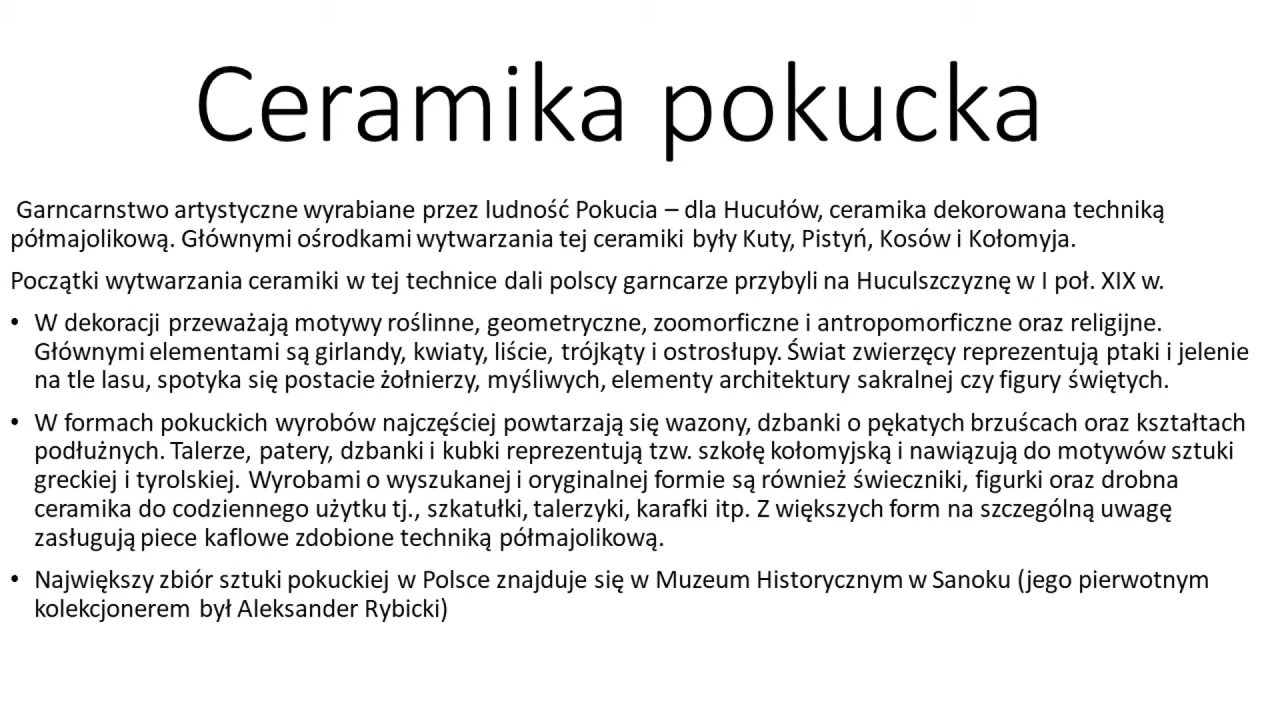 Ceramika pokucka
Garncarnstwo artystyczne wyrabiane przez ludność Pokucia – dla Hucułów, ceramika dekorowana techniką
półmajolikową. Głównymi ośrodkami wytwarzania tej ceramiki były Kuty, Pistyń, Kosów i Kołomyja.
Początki wytwarzania ceramiki w tej technice dali polscy garncarze przybyli na Huculszczyznę w I poł. XIX w.
• W dekoracji przeważają motywy roślinne, geometryczne, zoomorficzne i antropomorficzne oraz religijne.
Głównymi elementami są girlandy, kwiaty, liście, trójkąty i ostrosłupy. Świat zwierzęcy reprezentują ptaki i jelenie
na tle lasu, spotyka się postacie żołnierzy, myśliwych, elementy architektury sakralnej czy figury świętych.
• W formach pokuckich wyrobów najczęściej powtarzają się wazony, dzbanki o pękatych brzuścach oraz kształtach
podłużnych. Talerze, patery, dzbanki i kubki reprezentują tzw. szkołę kołomyjską i nawiązują do motywów sztuki
greckiej i tyrolskiej. Wyrobami o wyszukanej i oryginalnej formie są również świeczniki, figurki oraz drobna
ceramika do codziennego użytku tj., szkatułki, talerzyki, karafki itp. Z większych form na szczególną uwagę
zasługują piece kaflowe zdobione techniką półmajolikową.
• Największy zbiór sztuki pokuckiej w Polsce znajduje się w Muzeum Historycznym w Sanoku (jego pierwotnym
kolekcjonerem był Aleksander Rybicki)